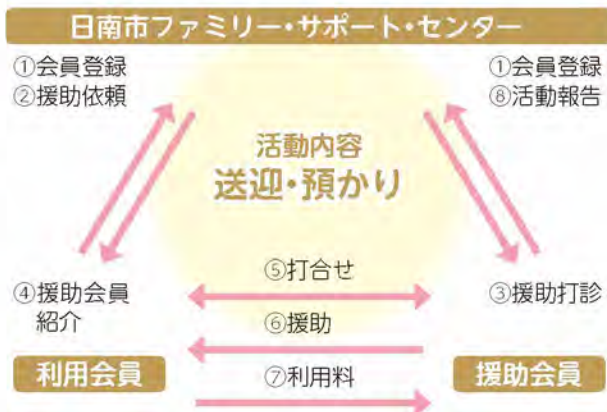 日南市ファミリー・サポート・センター
①会員登録
②援助依頼
①会員登録
⑧活動報告
活動内容
送迎・預かり
④援助会員
紹介
⑤打合せ
③援助打診
⑥援助
利用会員
⑦利用料
援助会員